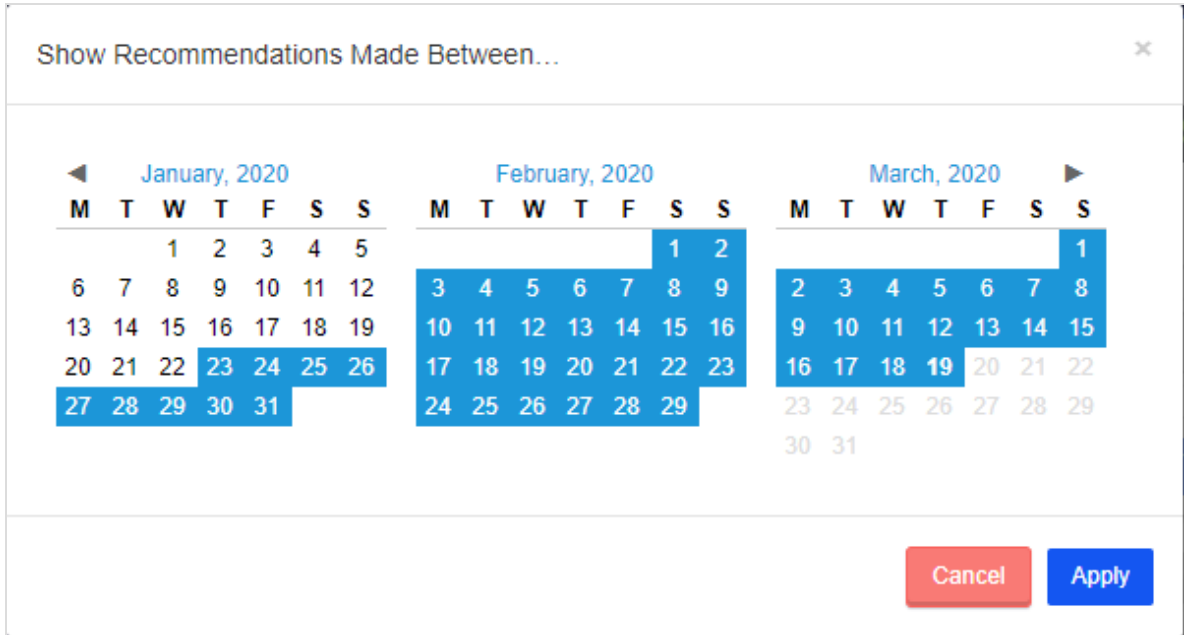 Show Recommendations Made Between... ×
◀ January, 2020 February, 2020 March, 2020 ▶
M T W T F S S M T W T F S S M T W T F S S
1 2 3 4 5 1 2 1
6 7 8 9 10 11 12 3 4 5 6 7 8 9 2 3 4 5 6 7 8
13 14 15 16 17 18 19 10 11 12 13 14 15 16 9 10 11 12 13 14 15
20 21 22 23 24 25 26 17 18 19 20 21 22 23 16 17 18 19 20 21 22
27 28 29 30 31 24 25 26 27 28 29 23 24 25 26 27 28 29
30 31
Cancel Apply